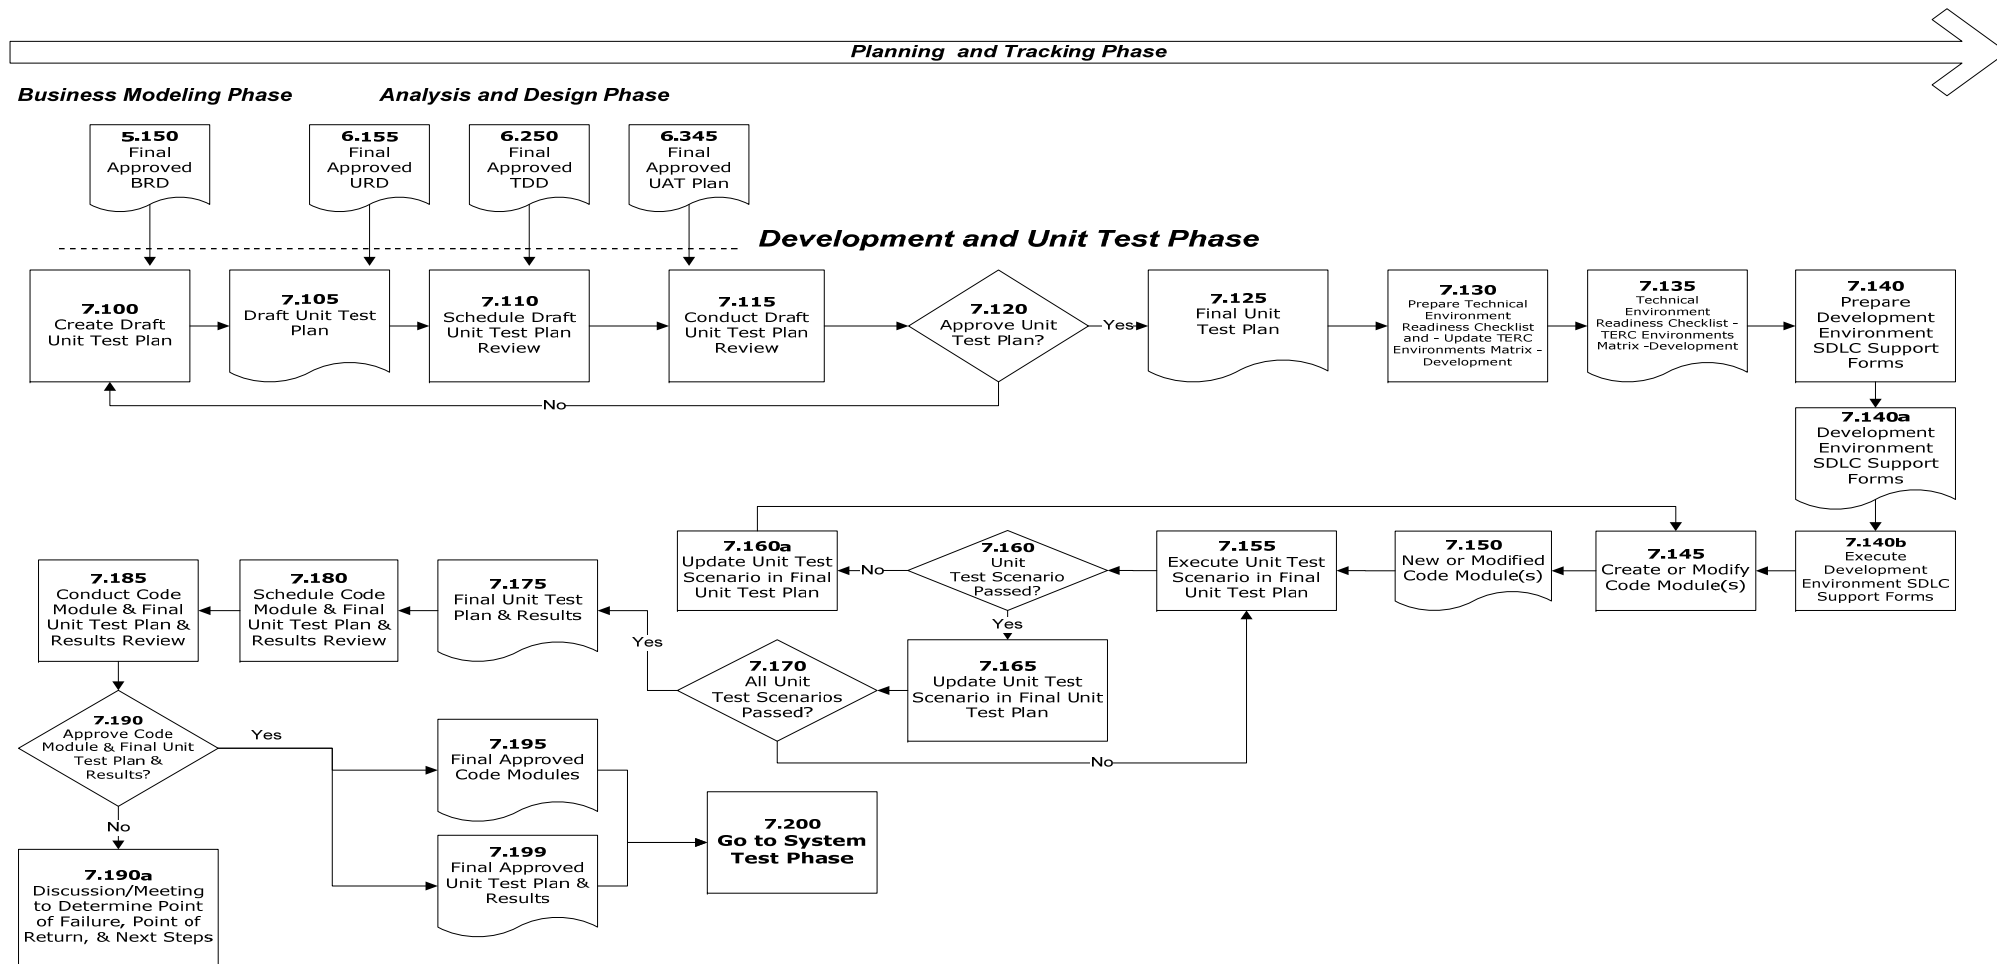 Planning and Tracking Phase
Business Modeling Phase
Analysis and Design Phase
5.150
Final
Approved
BRD
6.155
Final
Approved
URD
6.250
Final
Approved
TDD
6.345
Final
Approved
UAT Plan
Development and Unit Test Phase
7.100
Create Draft
Unit Test Plan
7.105
Draft Unit Test
Plan
7.110
Schedule Draft
Unit Test Plan
Review
7.115
Conduct Draft
Unit Test Plan
Review
7.120
Approve Unit
Test Plan?
Yes
No
7.125
Final Unit
Test Plan
7.130
Prepare Technical
Environment
Readiness Checklist
and - Update TERC
Environments Matrix -
Development
7.135
Technical
Environment
Readiness Checklist -
TERC Environments
Matrix -Development
7.140
Prepare
Development
Environment
SDLC Support
Forms
7.140a
Development
Environment
SDLC Support
Forms
7.140b
Execute
Development
Environment SDLC
Support Forms
7.145
Create or Modify
Code Module(s)
7.150
New or Modified
Code Module(s)
7.155
Execute Unit Test
Scenario in Final
Unit Test Plan
7.160
Unit
Test Scenario
Passed?
No
7.160a
Update Unit Test
Scenario in Final
Unit Test Plan
Yes
7.165
Update Unit Test
Scenario in Final Unit
Test Plan
7.170
All Unit
Test Scenarios
Passed?
No
Yes
7.175
Final Unit Test
Plan & Results
7.180
Schedule Code
Module & Final
Unit Test Plan &
Results Review
7.185
Conduct Code
Module & Final
Unit Test Plan &
Results Review
7.190
Approve Code
Module & Final Unit
Test Plan &
Results?
Yes
No
7.190a
Discussion/Meeting
to Determine Point
of Failure, Point of
Return, & Next Steps
7.195
Final Approved
Code Modules
7.199
Final Approved
Unit Test Plan &
Results
7.200
Go to System
Test Phase